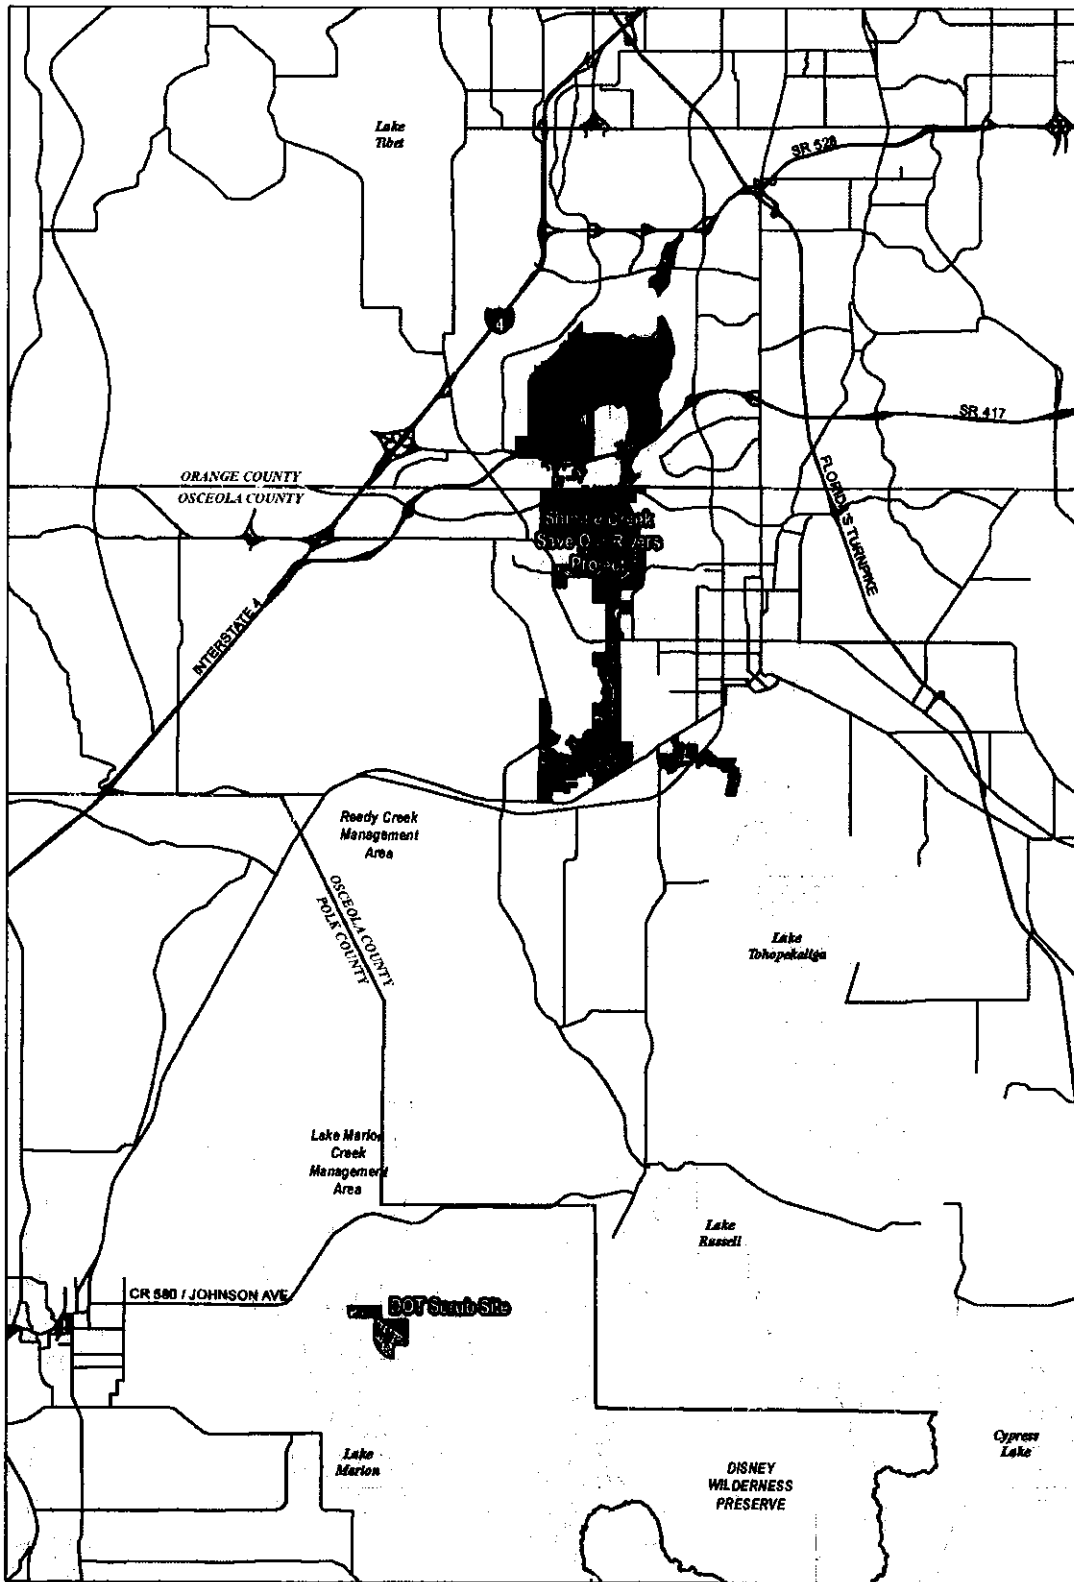 Lake
Tibet
SR 528
4
SR 417
ORANGE COUNTY
OSCEOLA COUNTY
FLORIDA'S TURNPIKE
Shingle Creek
Save Our Rivers
Project
INTERSTATE 4
Reedy Creek
Management
Area
OSCEOLA COUNTY
POLK COUNTY
Lake
Tohopekaliga
Lake Marion
Creek
Management
Area
Lake
Russell
CR 580 / JOHNSON AVE
DOT Scrub Site
Lake
Marion
DISNEY
WILDERNESS
PRESERVE
Cypress
Lake